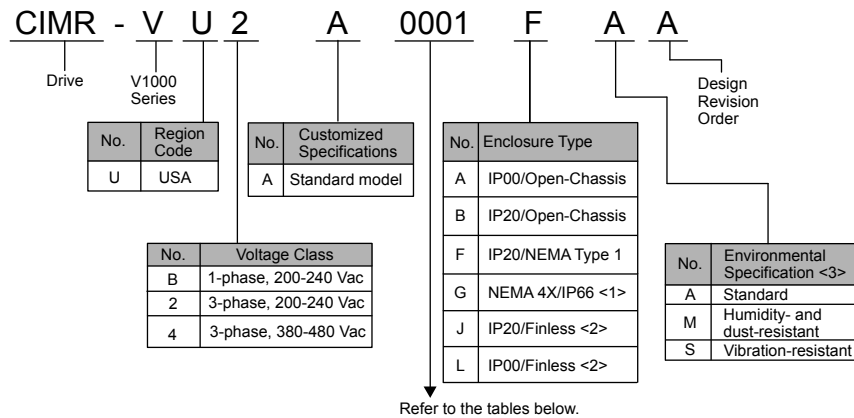 CIMR - V U 2 A 0001 F A A
Drive
V1000
Series
Design
Revision
Order
No. Region
Code
U USA
No. Customized
Specifications
A Standard model
No. Enclosure Type
A IP00/Open-Chassis
B IP20/Open-Chassis
F IP20/NEMA Type 1
G NEMA 4X/IP66 <1>
J IP20/Finless <2>
L IP00/Finless <2>
No. Voltage Class
B 1-phase, 200-240 Vac
2 3-phase, 200-240 Vac
4 3-phase, 380-480 Vac
No. Environmental
Specification <3>
A Standard
M Humidity- and
dust-resistant
S Vibration-resistant
Refer to the tables below.